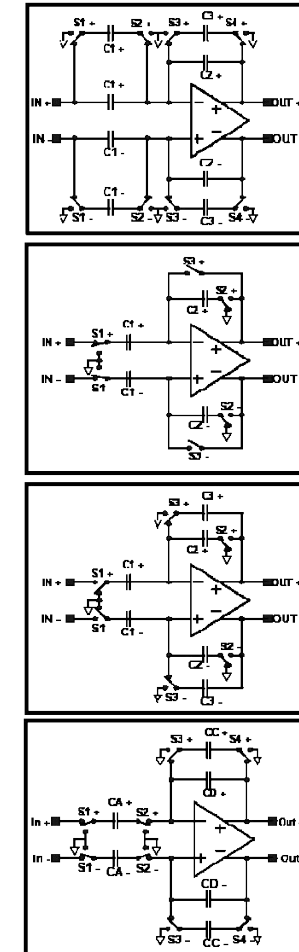 S1 + S2 + S3 + C3 + S4 +
C1 + C2 +
C1 +
IN + OUT +
IN - OUT -
C1 - C2 -
C1 - C3 -
S1 - S2 - S3 - S4 -
S3 +
S2 +
C2 +
S1 + C1 +
IN + OUT +
IN - OUT -
S1 C1 -
C2 - S2 -
S3 -
C3 +
S3 +
S2 +
C2 +
S1 + C1 +
IN + OUT +
IN - OUT -
S1 C1 -
C2 - S2 -
S3 - C3 -
CC +
S3 + S4 +
CD +
S1 + CA + S2 +
In + Out +
In - Out -
S1 - CA - S2 -
CD -
S3 - CC - S4 -